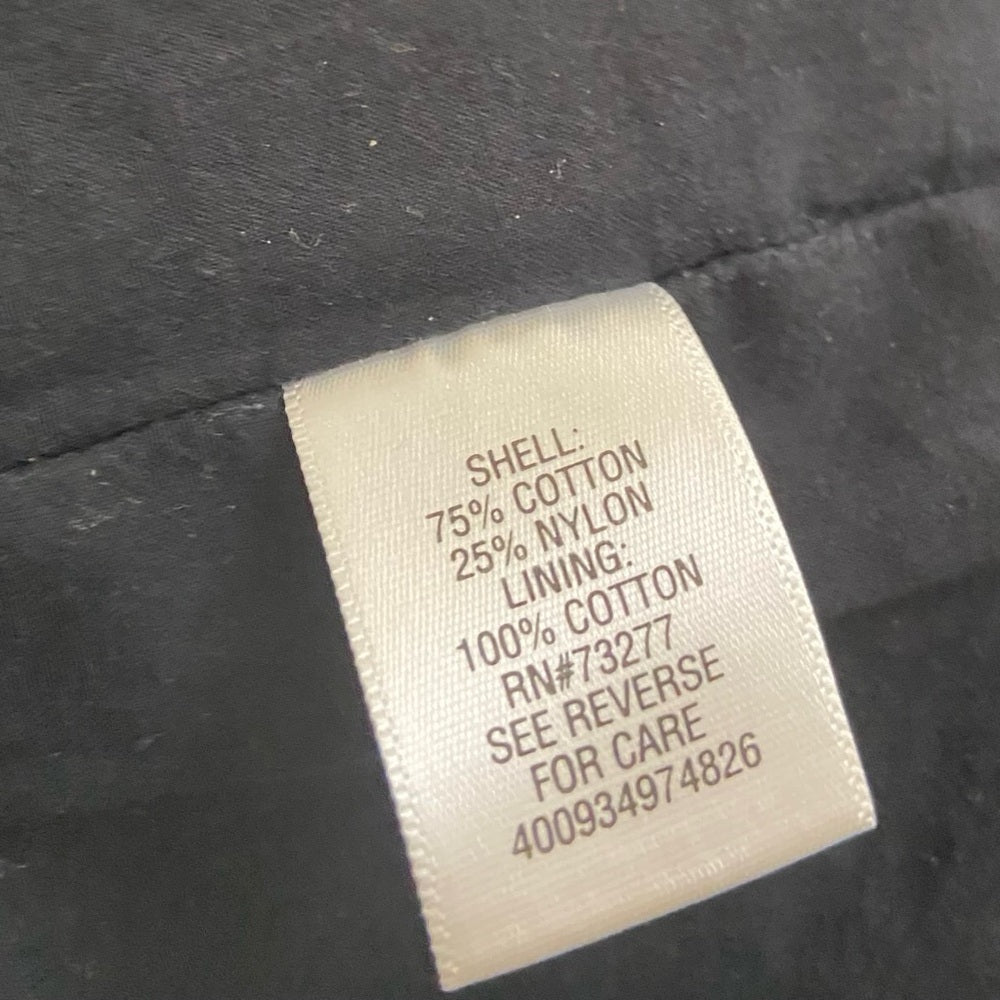 SHELL:
75% COTTON
25% NYLON
LINING:
100% COTTON
RN#73277
SEE REVERSE
FOR CARE
400934974826